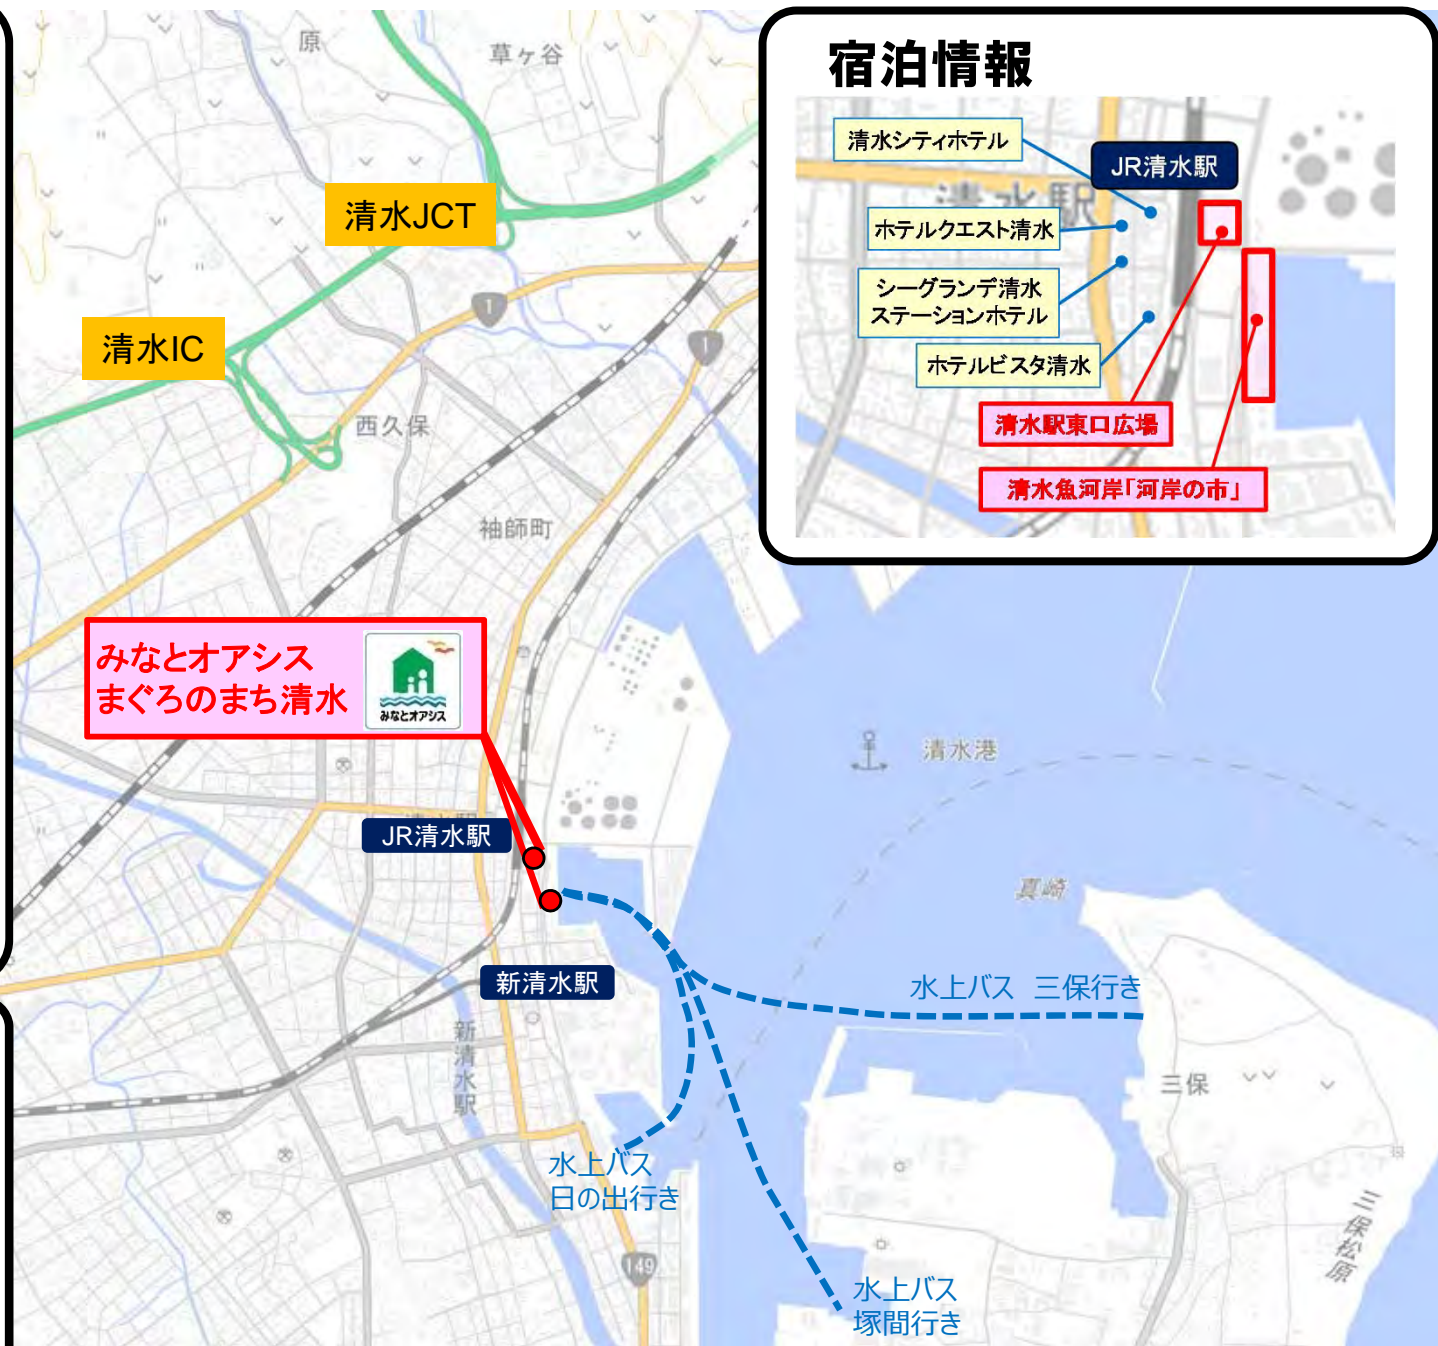 原
草ヶ谷
宿泊情報
清水シティホテル
JR清水駅
清水駅
ホテルクエスト清水
シーグランデ清水
ステーションホテル
ホテルビスタ清水
清水駅東口広場
清水魚河岸「河岸の市」
清水JCT
清水IC
1
1
西久保
袖師町
みなとオアシス
まぐろのまち清水
みなとオアシス
清水港
JR清水駅
真崎
新清水駅
水上バス 三保行き
新清水駅
三保
水上バス
日の出行き
三保松原
149
水上バス
塚間行き